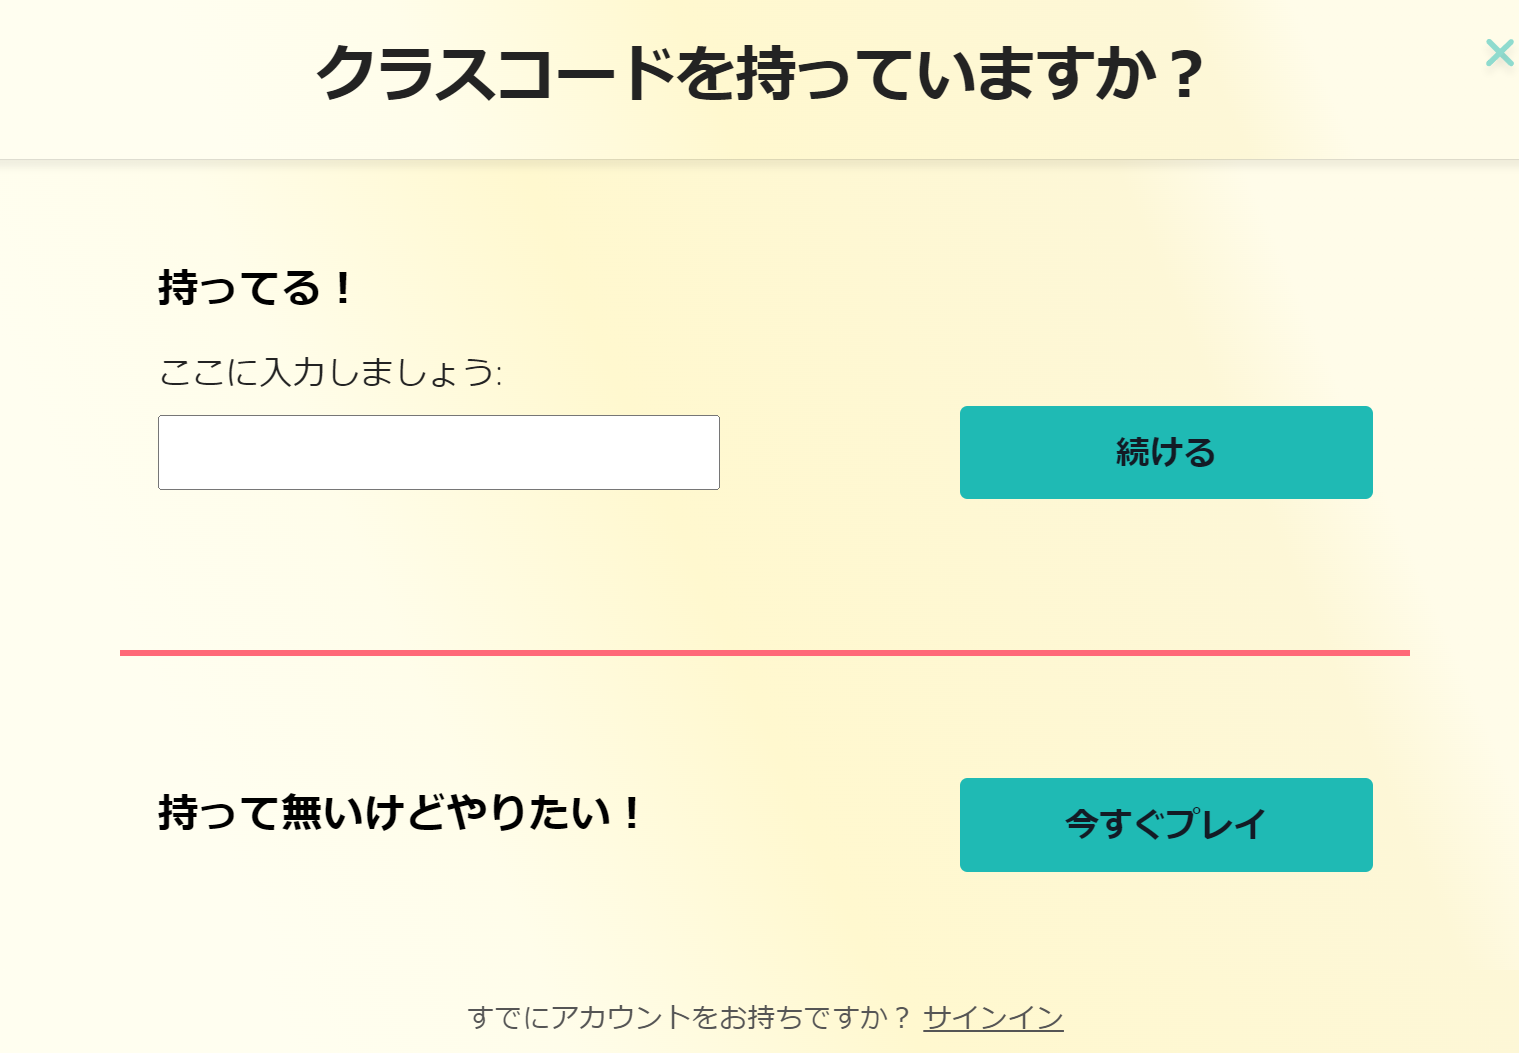 クラスコードを持っていますか？
持ってる！
ここに入力しましょう:
続ける
持って無いけどやりたい！
今すぐプレイ
すでにアカウントをお持ちですか？ サインイン